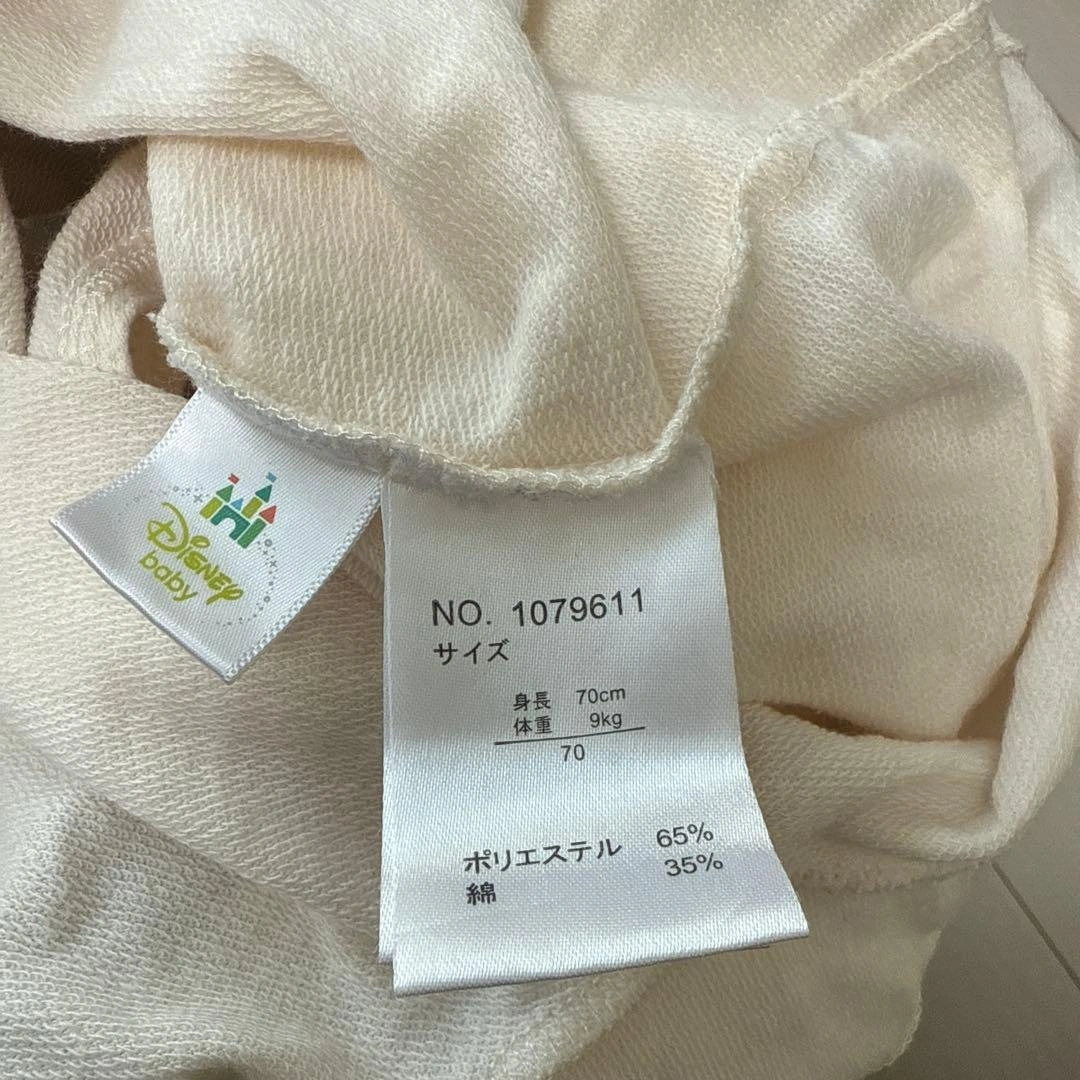 Disney
baby
NO. 1079611
サイズ
身長 70cm
体重 9kg
70
ポリエステル 65%
綿 35%